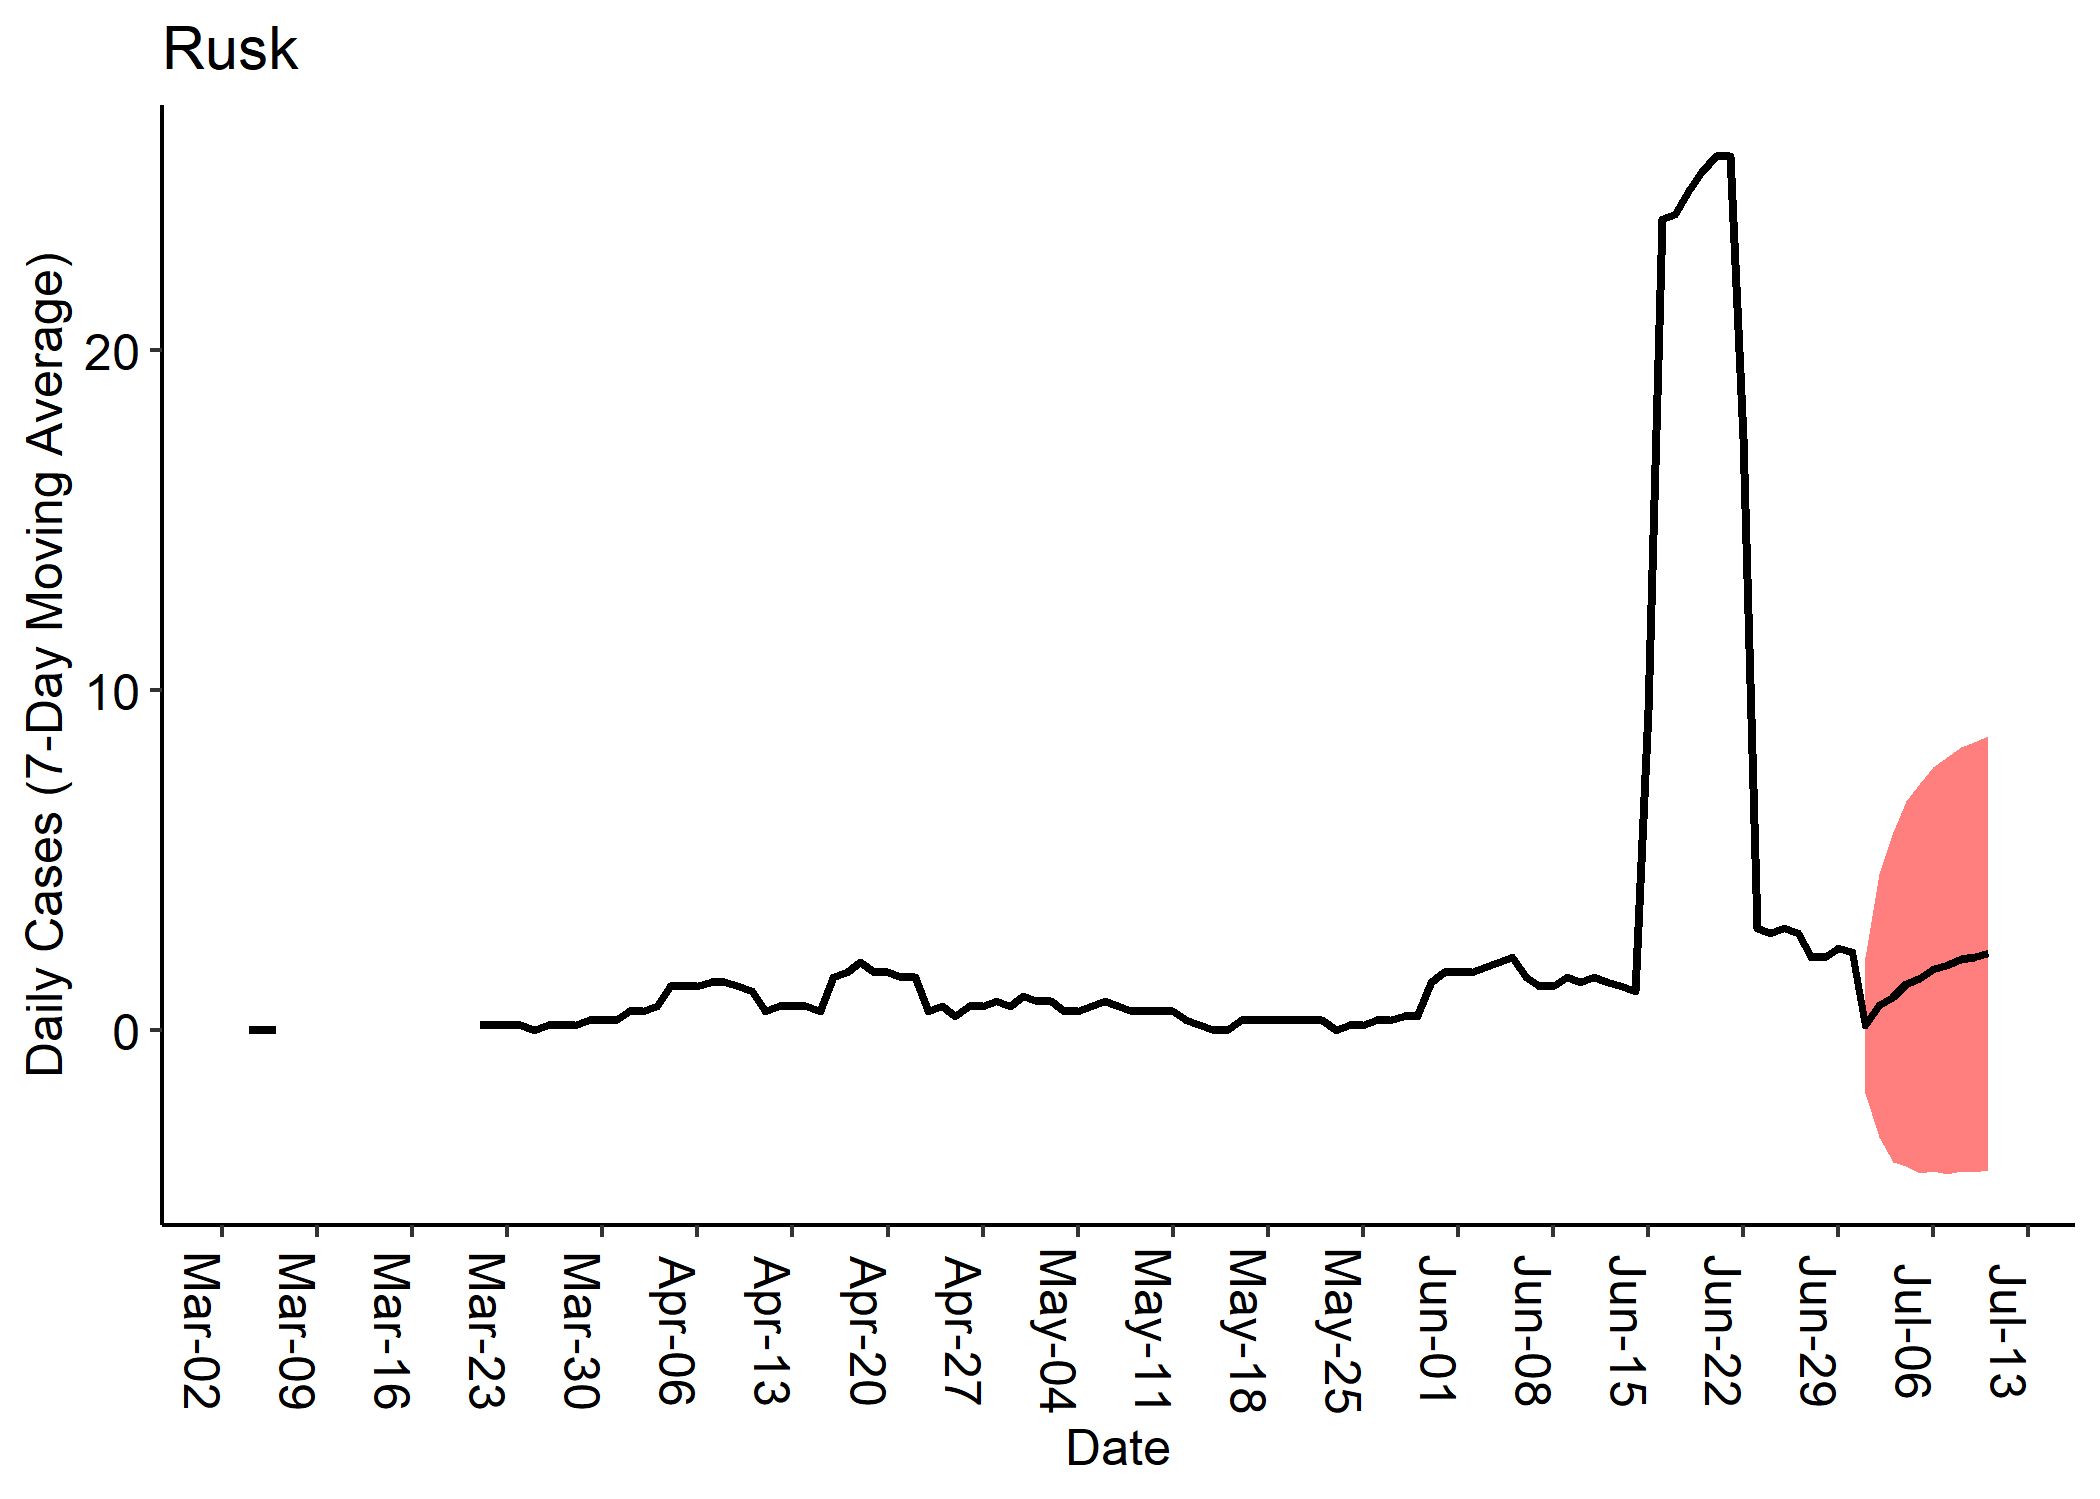 Rusk
Daily Cases (7-Day Moving Average)
20
10
0
Mar-02
Mar-09
Mar-16
Mar-23
Mar-30
Apr-06
Apr-13
Apr-20
Apr-27
May-04
May-11
May-18
May-25
Jun-01
Jun-08
Jun-15
Jun-22
Jun-29
Jul-06
Jul-13
Date